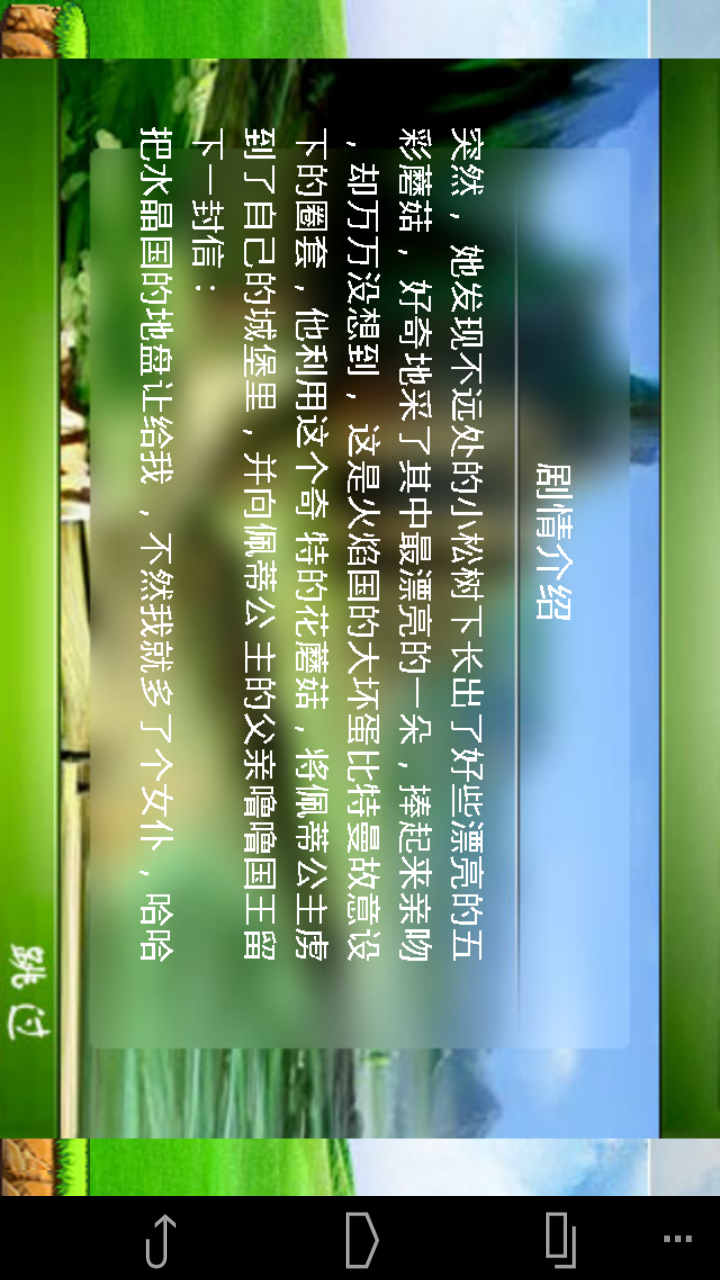 剧情介绍
突然，她发现不远处的小松树下长出了好些漂亮的五
彩蘑菇，好奇地采了其中最漂亮的一朵，捧起来亲吻
，却万万没想到，这是火焰国的大坏蛋比特曼故意设
下的圈套，他利用这个奇 特的花蘑菇，将佩蒂公主虏
到了自己的城堡里，并向佩蒂公 主的父亲噜噜国王留
下一封信：
把水晶国的地盘让给我 ，不然我就多了个女仆，哈哈
跳过